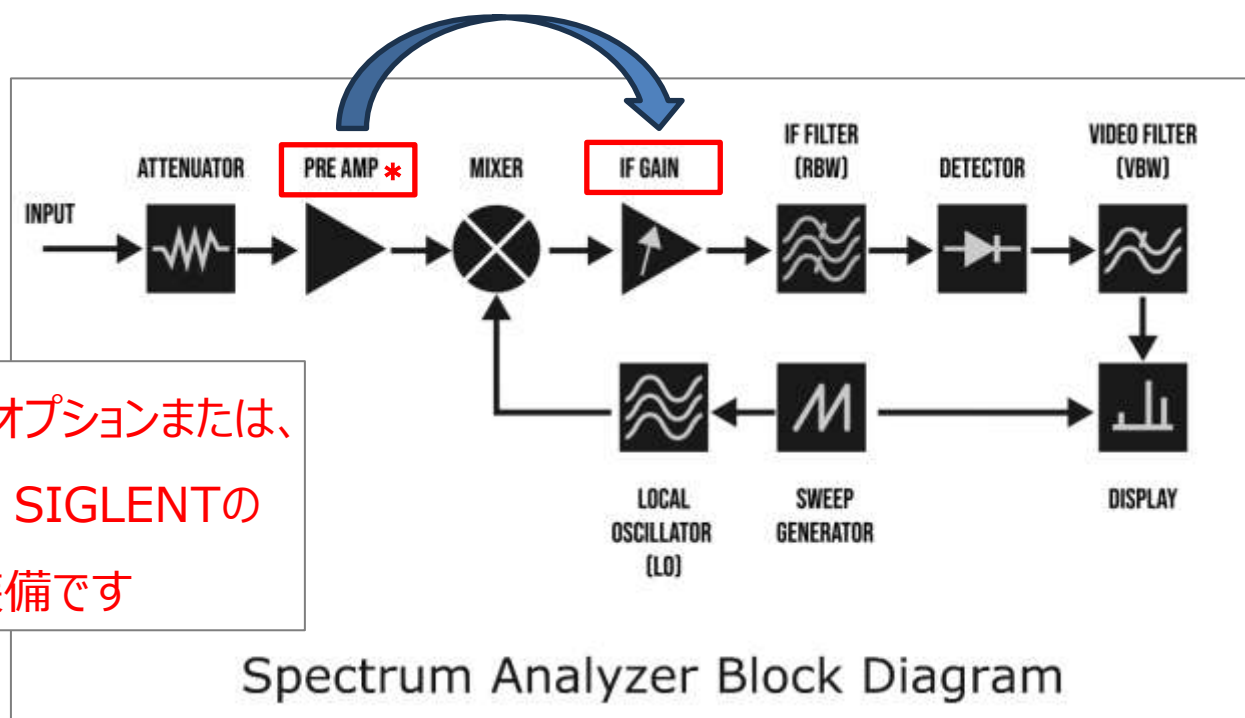 IF FILTER
(RBW)
VIDEO FILTER
(VBW)
ATTENUATOR
PRE AMP *
MIXER
IF GAIN
DETECTOR
INPUT
オプションまたは、
SIGLENTの
備です
LOCAL
OSCILLATOR
(LO)
SWEEP
GENERATOR
DISPLAY
Spectrum Analyzer Block Diagram